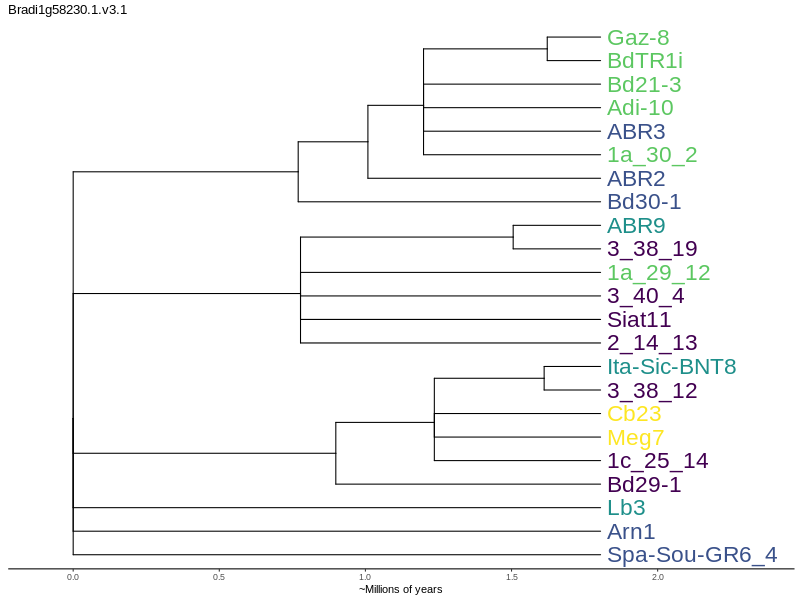 Bradi1g58230.1.v3.1
Gaz-8
BdTR1i
Bd21-3
Adi-10
ABR3
1a_30_2
ABR2
Bd30-1
ABR9
3_38_19
1a_29_12
3_40_4
Siat11
2_14_13
Ita-Sic-BNT8
3_38_12
Cb23
Meg7
1c_25_14
Bd29-1
Lb3
Arn1
Spa-Sou-GR6_4
0.0 0.5 1.0 1.5 2.0
~Millions of years